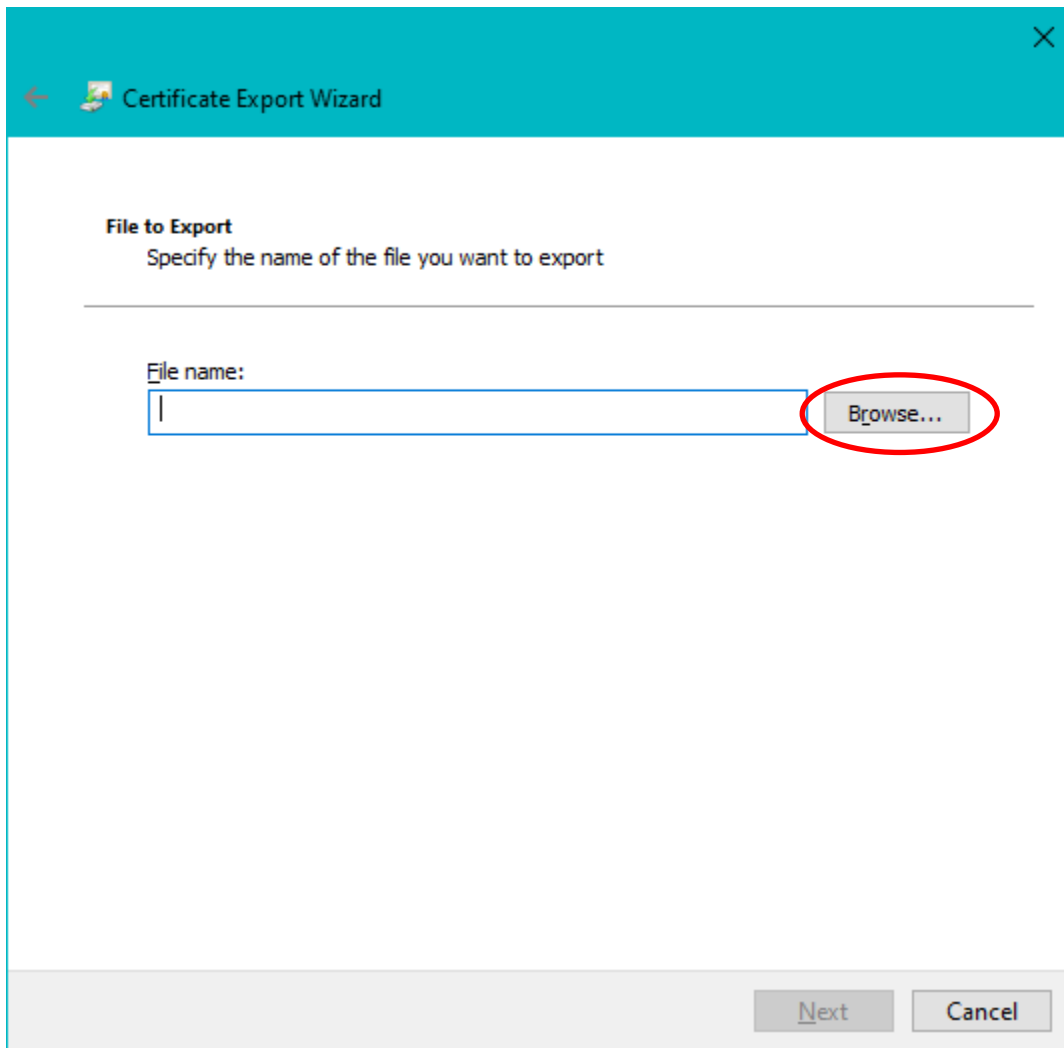 Certificate Export Wizard
File to Export
Specify the name of the file you want to export
File name:
Browse...
Next
Cancel